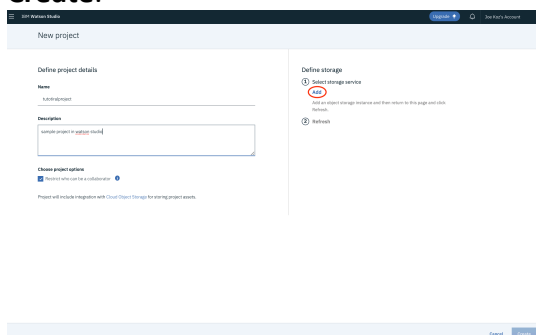 Create.
IBM Watson Studio
Upgrade
Joe Kaz's Account
New project
Define project details
Name
tutorialproject
Description
sample project in watson studio
Choose project options
Restrict who can be a collaborator
Project will include integration with Cloud Object Storage for storing project assets.
Define storage
1 Select storage service
Add
Add an object storage instance and then return to this page and click
Refresh.
2 Refresh
Cancel Create